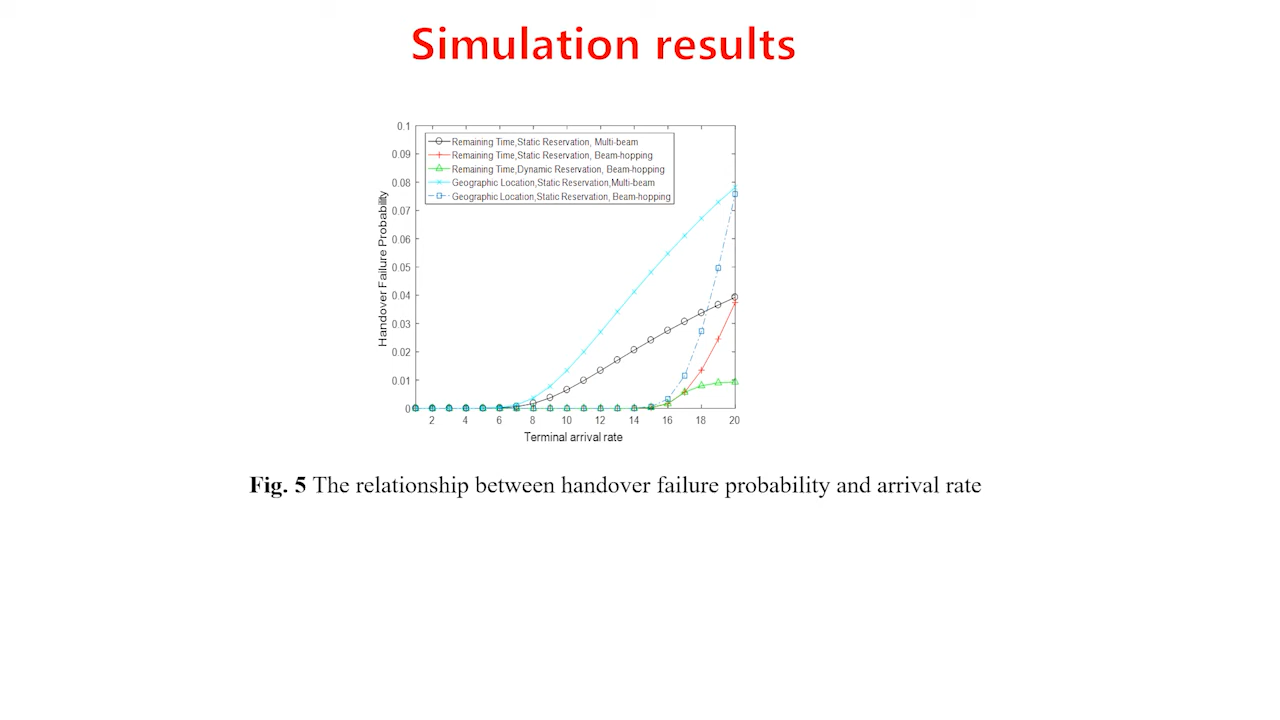 Simulation results
0.1
0.09
0.08
0.07
0.06
0.05
0.04
0.03
0.02
0.01
0
Handover Failure Probability
Remaining Time,Static Reservation, Multi-beam
Remaining Time,Static Reservation, Beam-hopping
Remaining Time,Dynamic Reservation, Beam-hopping
Geographic Location,Static Reservation,Multi-beam
Geographic Location,Static Reservation, Beam-hopping
2 4 6 8 10 12 14 16 18 20
Terminal arrival rate
Fig. 5 The relationship between handover failure probability and arrival rate